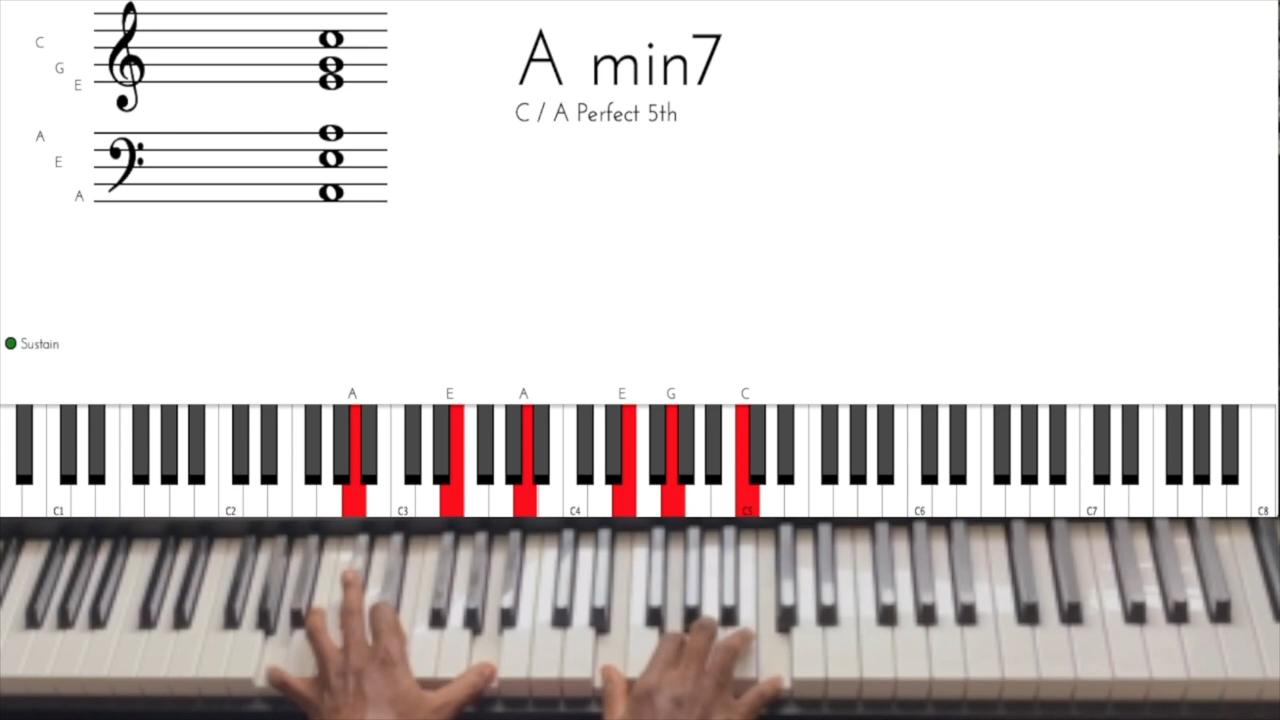 A min7
C / A Perfect 5th
C
G
E
A
E
A
Sustain
A E A E G C
C1 C2 C3 C4 C5 C6 C7 C8